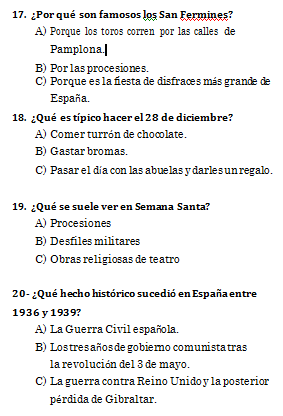 17. ¿Por qué son famosos los San Fermines?
A) Porque los toros corren por las calles de
Pamplona.
B) Por las procesiones.
C) Porque es la fiesta de disfraces más grande de
España.
18. ¿Qué es típico hacer el 28 de diciembre?
A) Comer turrón de chocolate.
B) Gastar bromas.
C) Pasar el día con las abuelas y darles un regalo.
19. ¿Qué se suele ver en Semana Santa?
A) Procesiones
B) Desfiles militares
C) Obras religiosas de teatro
20- ¿Qué hecho histórico sucedió en España entre
1936 y 1939?
A) La Guerra Civil española.
B) Los tres años de gobierno comunista tras
la revolución del 3 de mayo.
C) La guerra contra Reino Unido y la posterior
pérdida de Gibraltar.